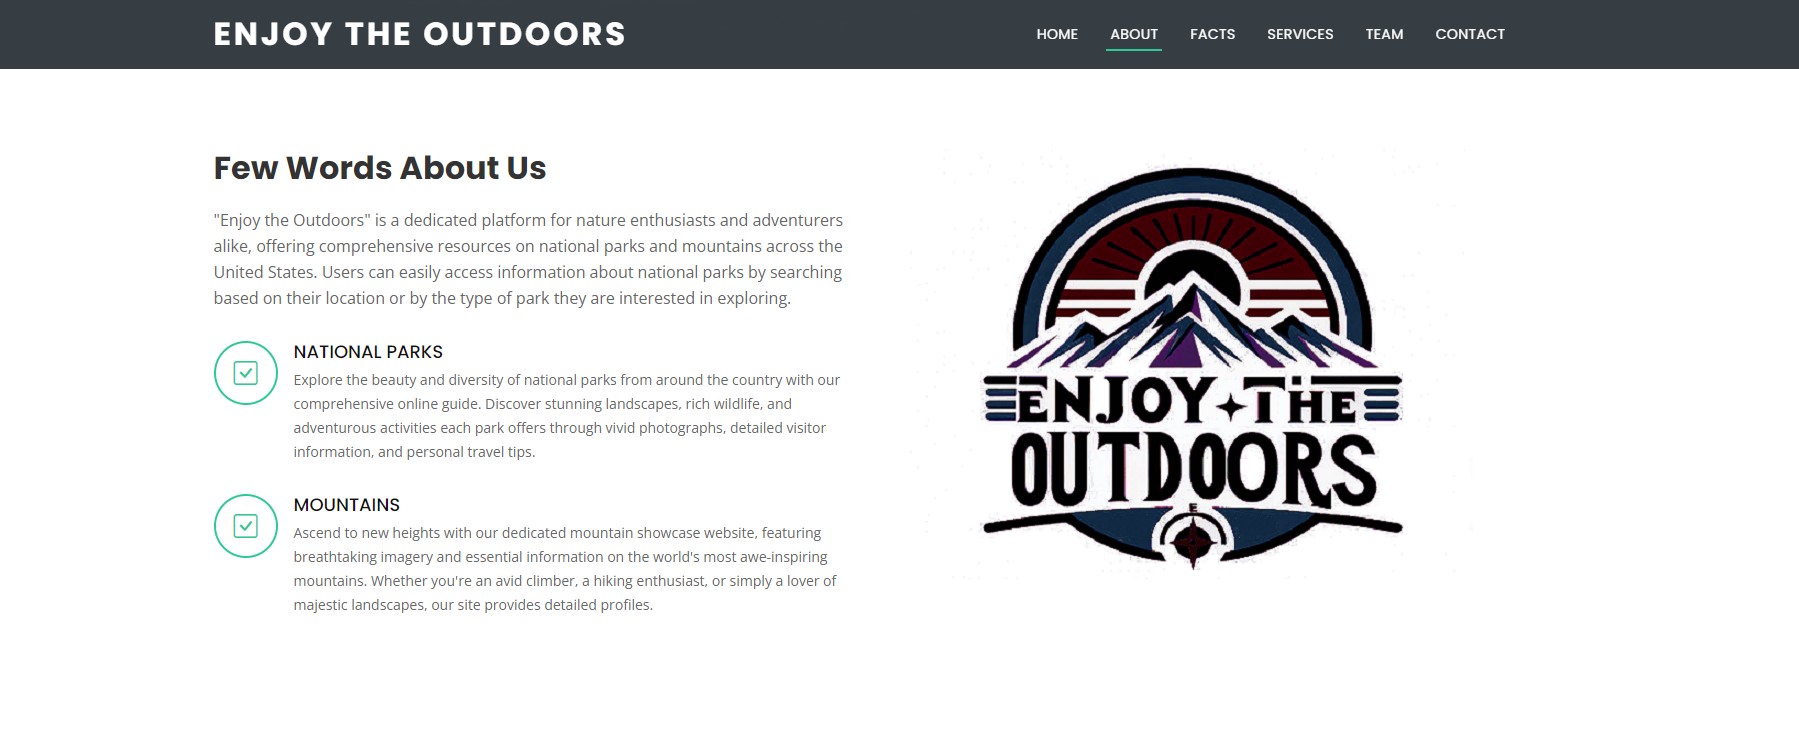 ENJOY THE OUTDOORS
HOME ABOUT FACTS SERVICES TEAM CONTACT
Few Words About Us
"Enjoy the Outdoors" is a dedicated platform for nature enthusiasts and adventurers
alike, offering comprehensive resources on national parks and mountains across the
United States. Users can easily access information about national parks by searching
based on their location or by the type of park they are interested in exploring.
NATIONAL PARKS
Explore the beauty and diversity of national parks from around the country with our
comprehensive online guide. Discover stunning landscapes, rich wildlife, and
adventurous activities each park offers through vivid photographs, detailed visitor
information, and personal travel tips.
MOUNTAINS
Ascend to new heights with our dedicated mountain showcase website, featuring
breathtaking imagery and essential information on the world's most awe-inspiring
mountains. Whether you're an avid climber, a hiking enthusiast, or simply a lover of
majestic landscapes, our site provides detailed profiles.
ENJOY THE
OUTDOORS
E